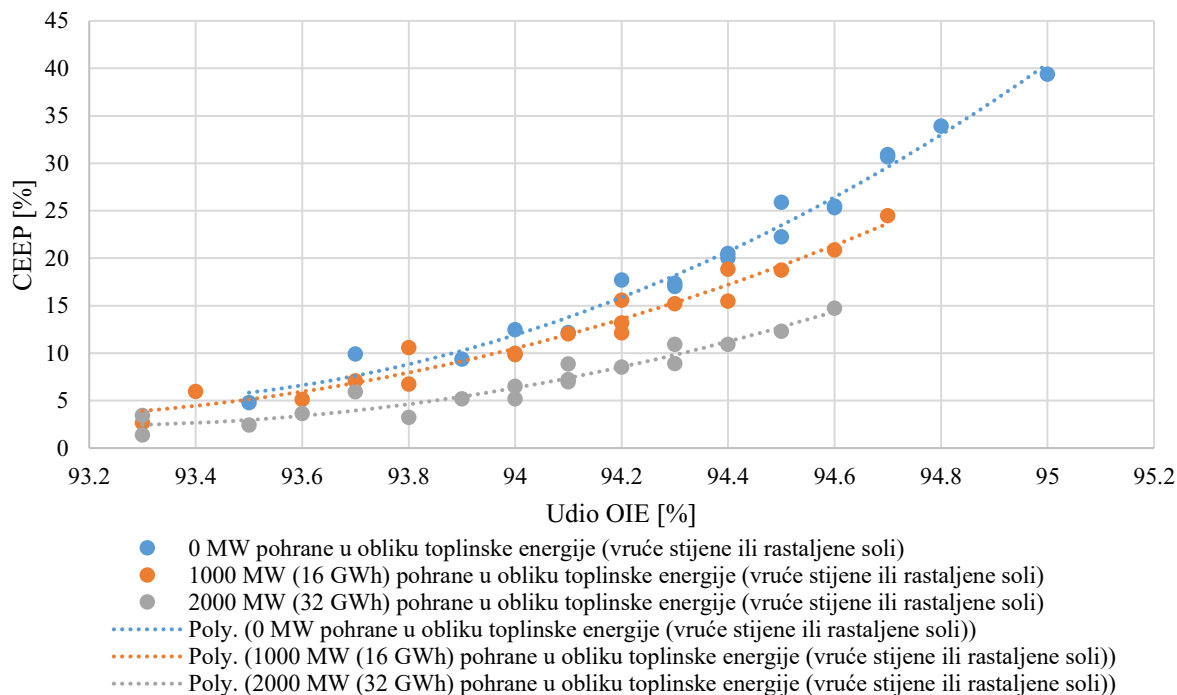 45
40
35
30
25
20
15
10
5
0
CEEP [%]
93.2 93.4 93.6 93.8 94 94.2 94.4 94.6 94.8 95 95.2
Udio OIE [%]
0 MW pohrane u obliku toplinske energije (vruće stijene ili rastaljene soli)
1000 MW (16 GWh) pohrane u obliku toplinske energije (vruće stijene ili rastaljene soli)
2000 MW (32 GWh) pohrane u obliku toplinske energije (vruće stijene ili rastaljene soli)
Poly. (0 MW pohrane u obliku toplinske energije (vruće stijene ili rastaljene soli))
Poly. (1000 MW (16 GWh) pohrane u obliku toplinske energije (vruće stijene ili rastaljene soli))
Poly. (2000 MW (32 GWh) pohrane u obliku toplinske energije (vruće stijene ili rastaljene soli))